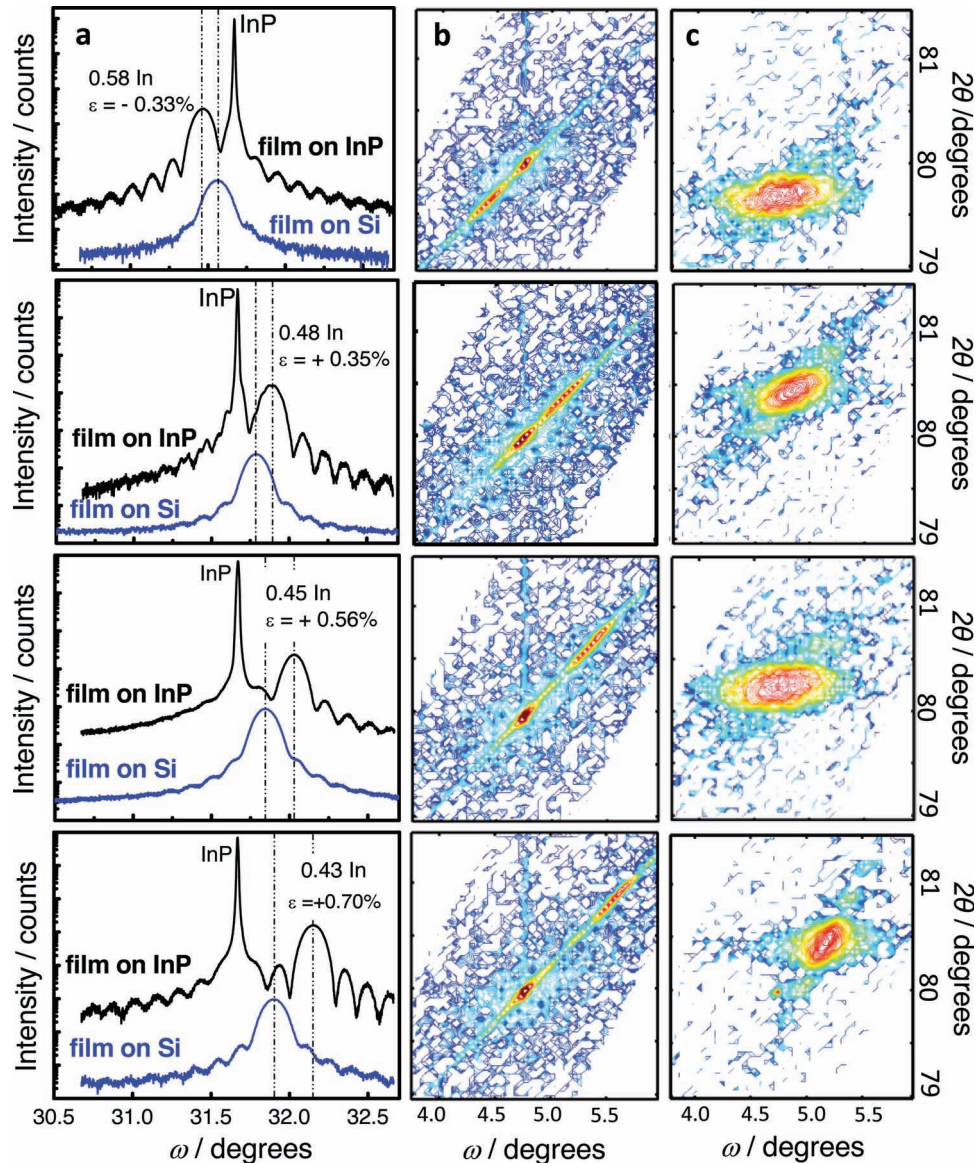 a
InP
0.58 In
ε = - 0.33%
film on InP
film on Si
Intensity / counts
b
c
81
80
79
2θ /degrees
InP
0.48 In
ε = + 0.35%
film on InP
film on Si
Intensity / counts
81
80
79
2θ / degrees
InP
0.45 In
ε = + 0.56%
film on InP
film on Si
Intensity / counts
81
80
79
2θ / degrees
InP
0.43 In
ε =+0.70%
film on InP
film on Si
Intensity / counts
81
80
79
2θ / degrees
30.5 31.0 31.5 32.0 32.5
4.0 4.5 5.0 5.5
4.0 4.5 5.0 5.5
ω / degrees
ω / degrees
ω / degrees